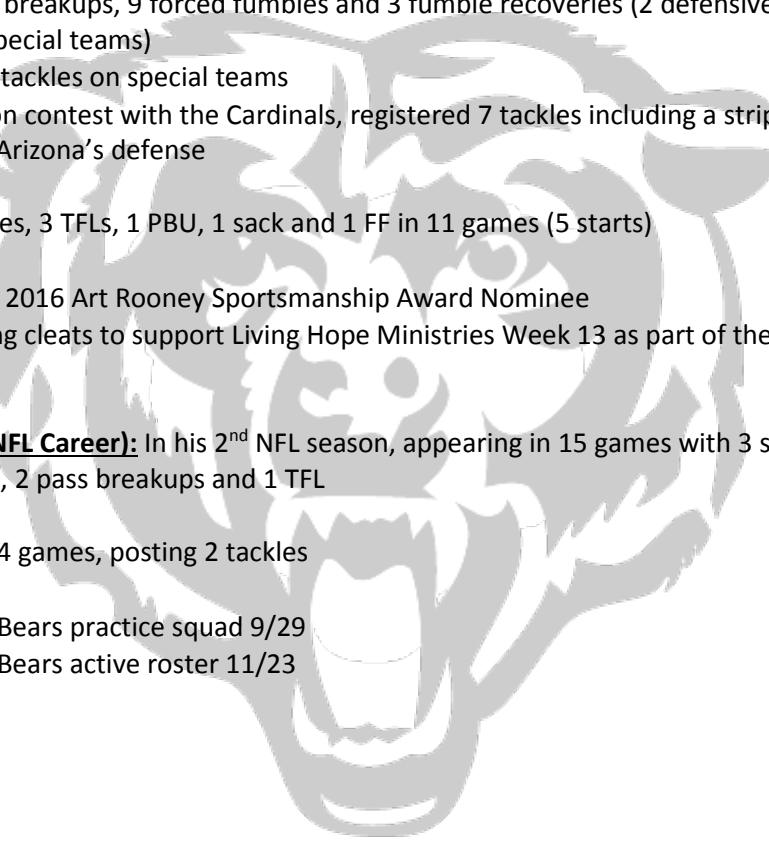 breakups, 9 forced fumbles and 3 fumble recoveries (2 defensive
pecial teams)
tackles on special teams
on contest with the Cardinals, registered 7 tackles including a strip
Arizona’s defense
es, 3 TFLs, 1 PBU, 1 sack and 1 FF in 11 games (5 starts)
2016 Art Rooney Sportsmanship Award Nominee
ng cleats to support Living Hope Ministries Week 13 as part of the
NFL Career): In his 2nd NFL season, appearing in 15 games with 3 s
, 2 pass breakups and 1 TFL
4 games, posting 2 tackles
Bears practice squad 9/29
Bears active roster 11/23